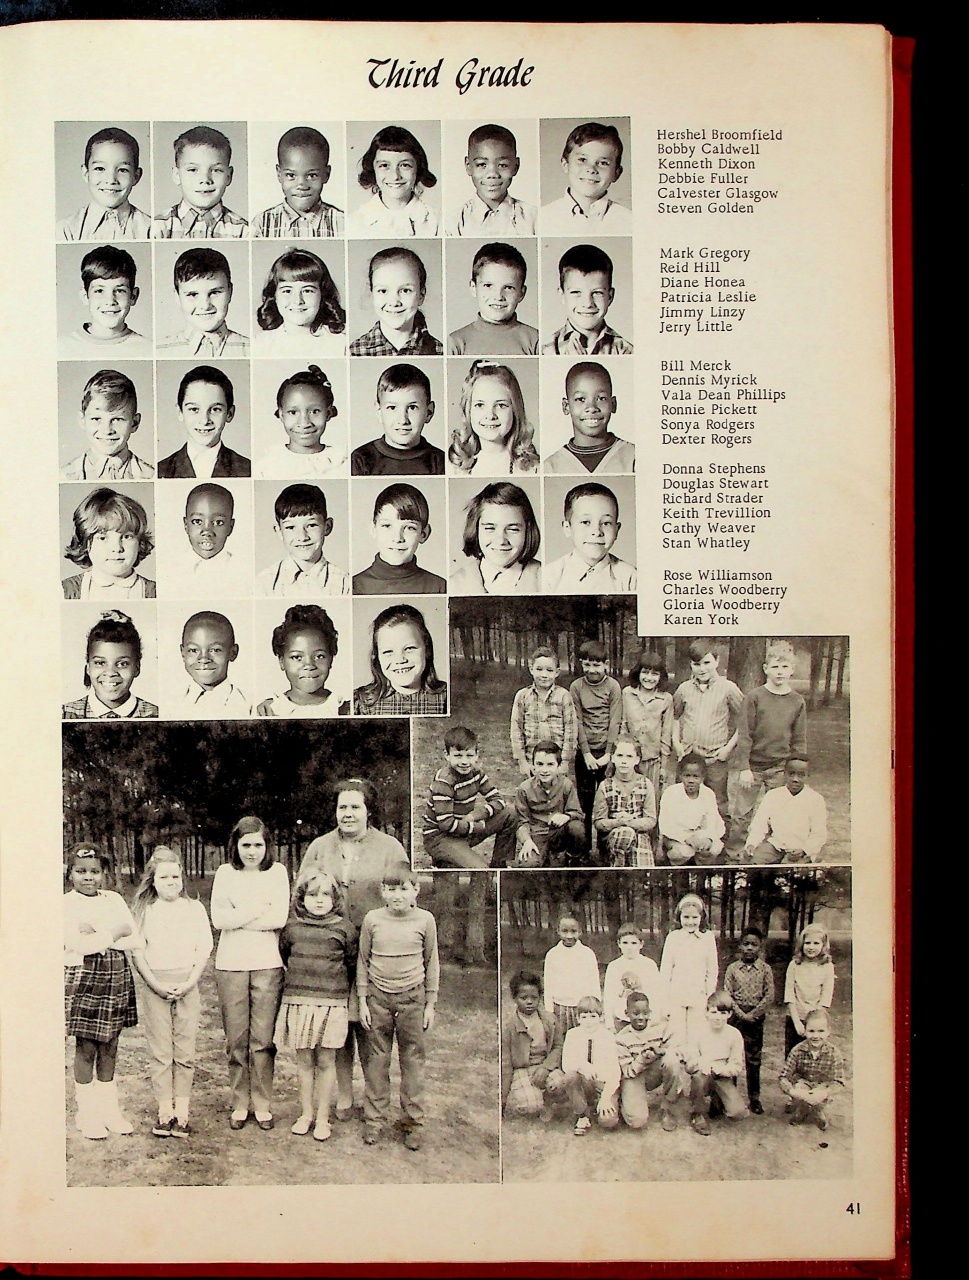 Third Grade
Hershel Broomfield
Bobby Caldwell
Kenneth Dixon
Debbie Fuller
Calvester Glasgow
Steven Golden
Mark Gregory
Reid Hill
Diane Honea
Patricia Leslie
Jimmy Linzy
Jerry Little
Bill Merck
Dennis Myrick
Vala Dean Phillips
Ronnie Pickett
Sonya Rodgers
Dexter Rogers
Donna Stephens
Douglas Stewart
Richard Strader
Keith Trevillion
Cathy Weaver
Stan Whatley
Rose Williamson
Charles Woodberry
Gloria Woodberry
Karen York
41